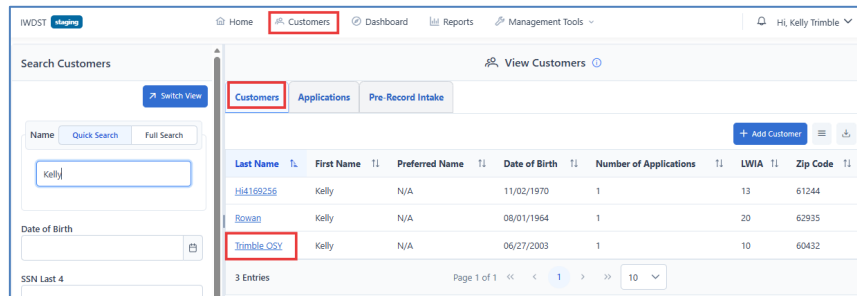 IWDST staging Home Customers Dashboard Reports Management Tools Hi, Kelly Trimble
Search Customers
Switch View
Name Quick Search Full Search
Kelly
Date of Birth
SSN Last 4
View Customers
Customers Applications Pre-Record Intake
+ Add Customer
Last Name First Name Preferred Name Date of Birth Number of Applications LWIA Zip Code
Hi4169256 Kelly N/A 11/02/1970 1 13 61244
Rowan Kelly N/A 08/01/1964 1 20 62935
Trimble OSY Kelly N/A 06/27/2003 1 10 60432
3 Entries Page 1 of 1 << < 1 > >> 10